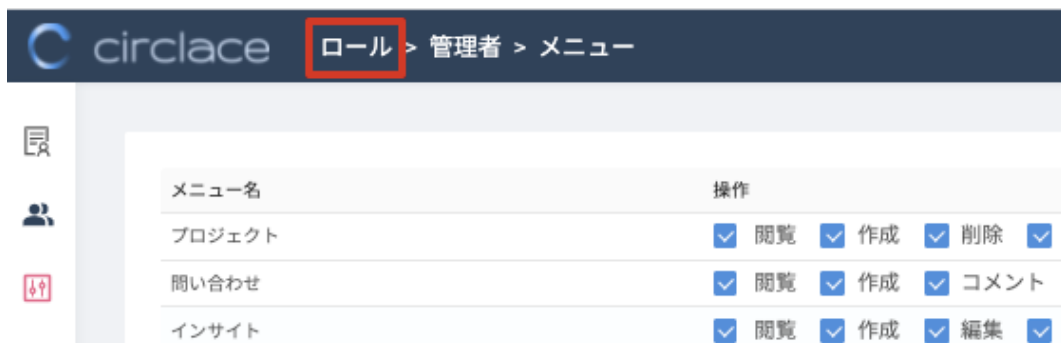 circlace ロール > 管理者 > メニュー
メニュー名 操作
プロジェクト 閲覧 作成 削除
問い合わせ 閲覧 作成 コメント
インサイト 閲覧 作成 編集